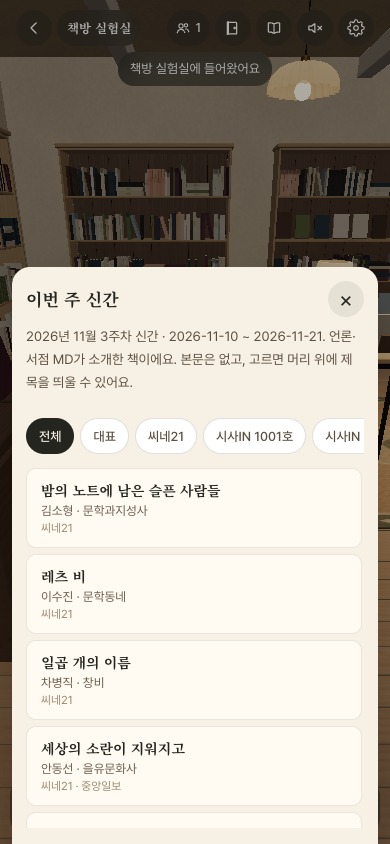 책방 실험실
1
책방 실험실에 들어왔어요
이번 주 신간
2026년 11월 3주차 신간 · 2026-11-10 ~ 2026-11-21. 언론·
서점 MD가 소개한 책이에요. 본문은 없고, 고르면 머리 위에 제
목을 띄울 수 있어요.
전체
대표
씨네21
시사IN 1001호
시사IN
밤의 노트에 남은 슬픈 사람들
김소형 · 문학과지성사
씨네21
레츠 비
이수진 · 문학동네
씨네21
일곱 개의 이름
차병직 · 창비
씨네21
세상의 소란이 지워지고
안동선 · 을유문화사
씨네21 · 중앙일보